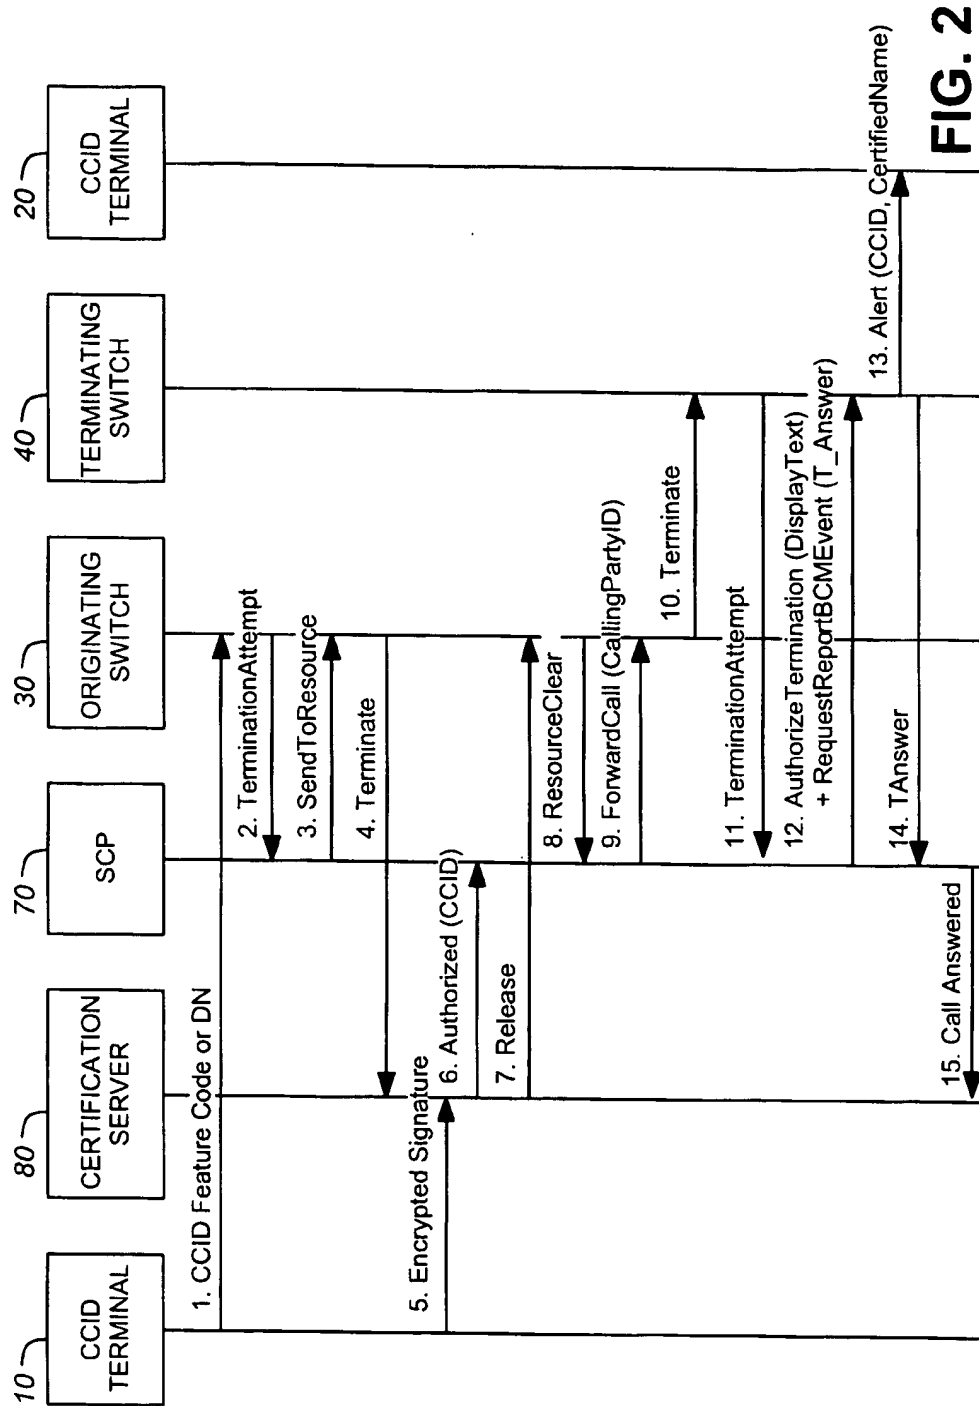 10
CCID
TERMINAL
80
CERTIFICATION
SERVER
70
SCP
30
ORIGINATING
SWITCH
40
TERMINATING
SWITCH
20
CCID
TERMINAL
1. CCID Feature Code or DN
2. TerminationAttempt
3. SendToResource
4. Terminate
5. Encrypted Signature
6. Authorized (CCID)
7. Release
8. ResourceClear
9. ForwardCall (CallingPartyID)
10. Terminate
11. TerminationAttempt
12. AuthorizeTermination (DisplayText)
+ RequestReportBCMEvent (T_Answer)
13. Alert (CCID, CertifiedName)
14. TAnswer
15. Call Answered
FIG. 2